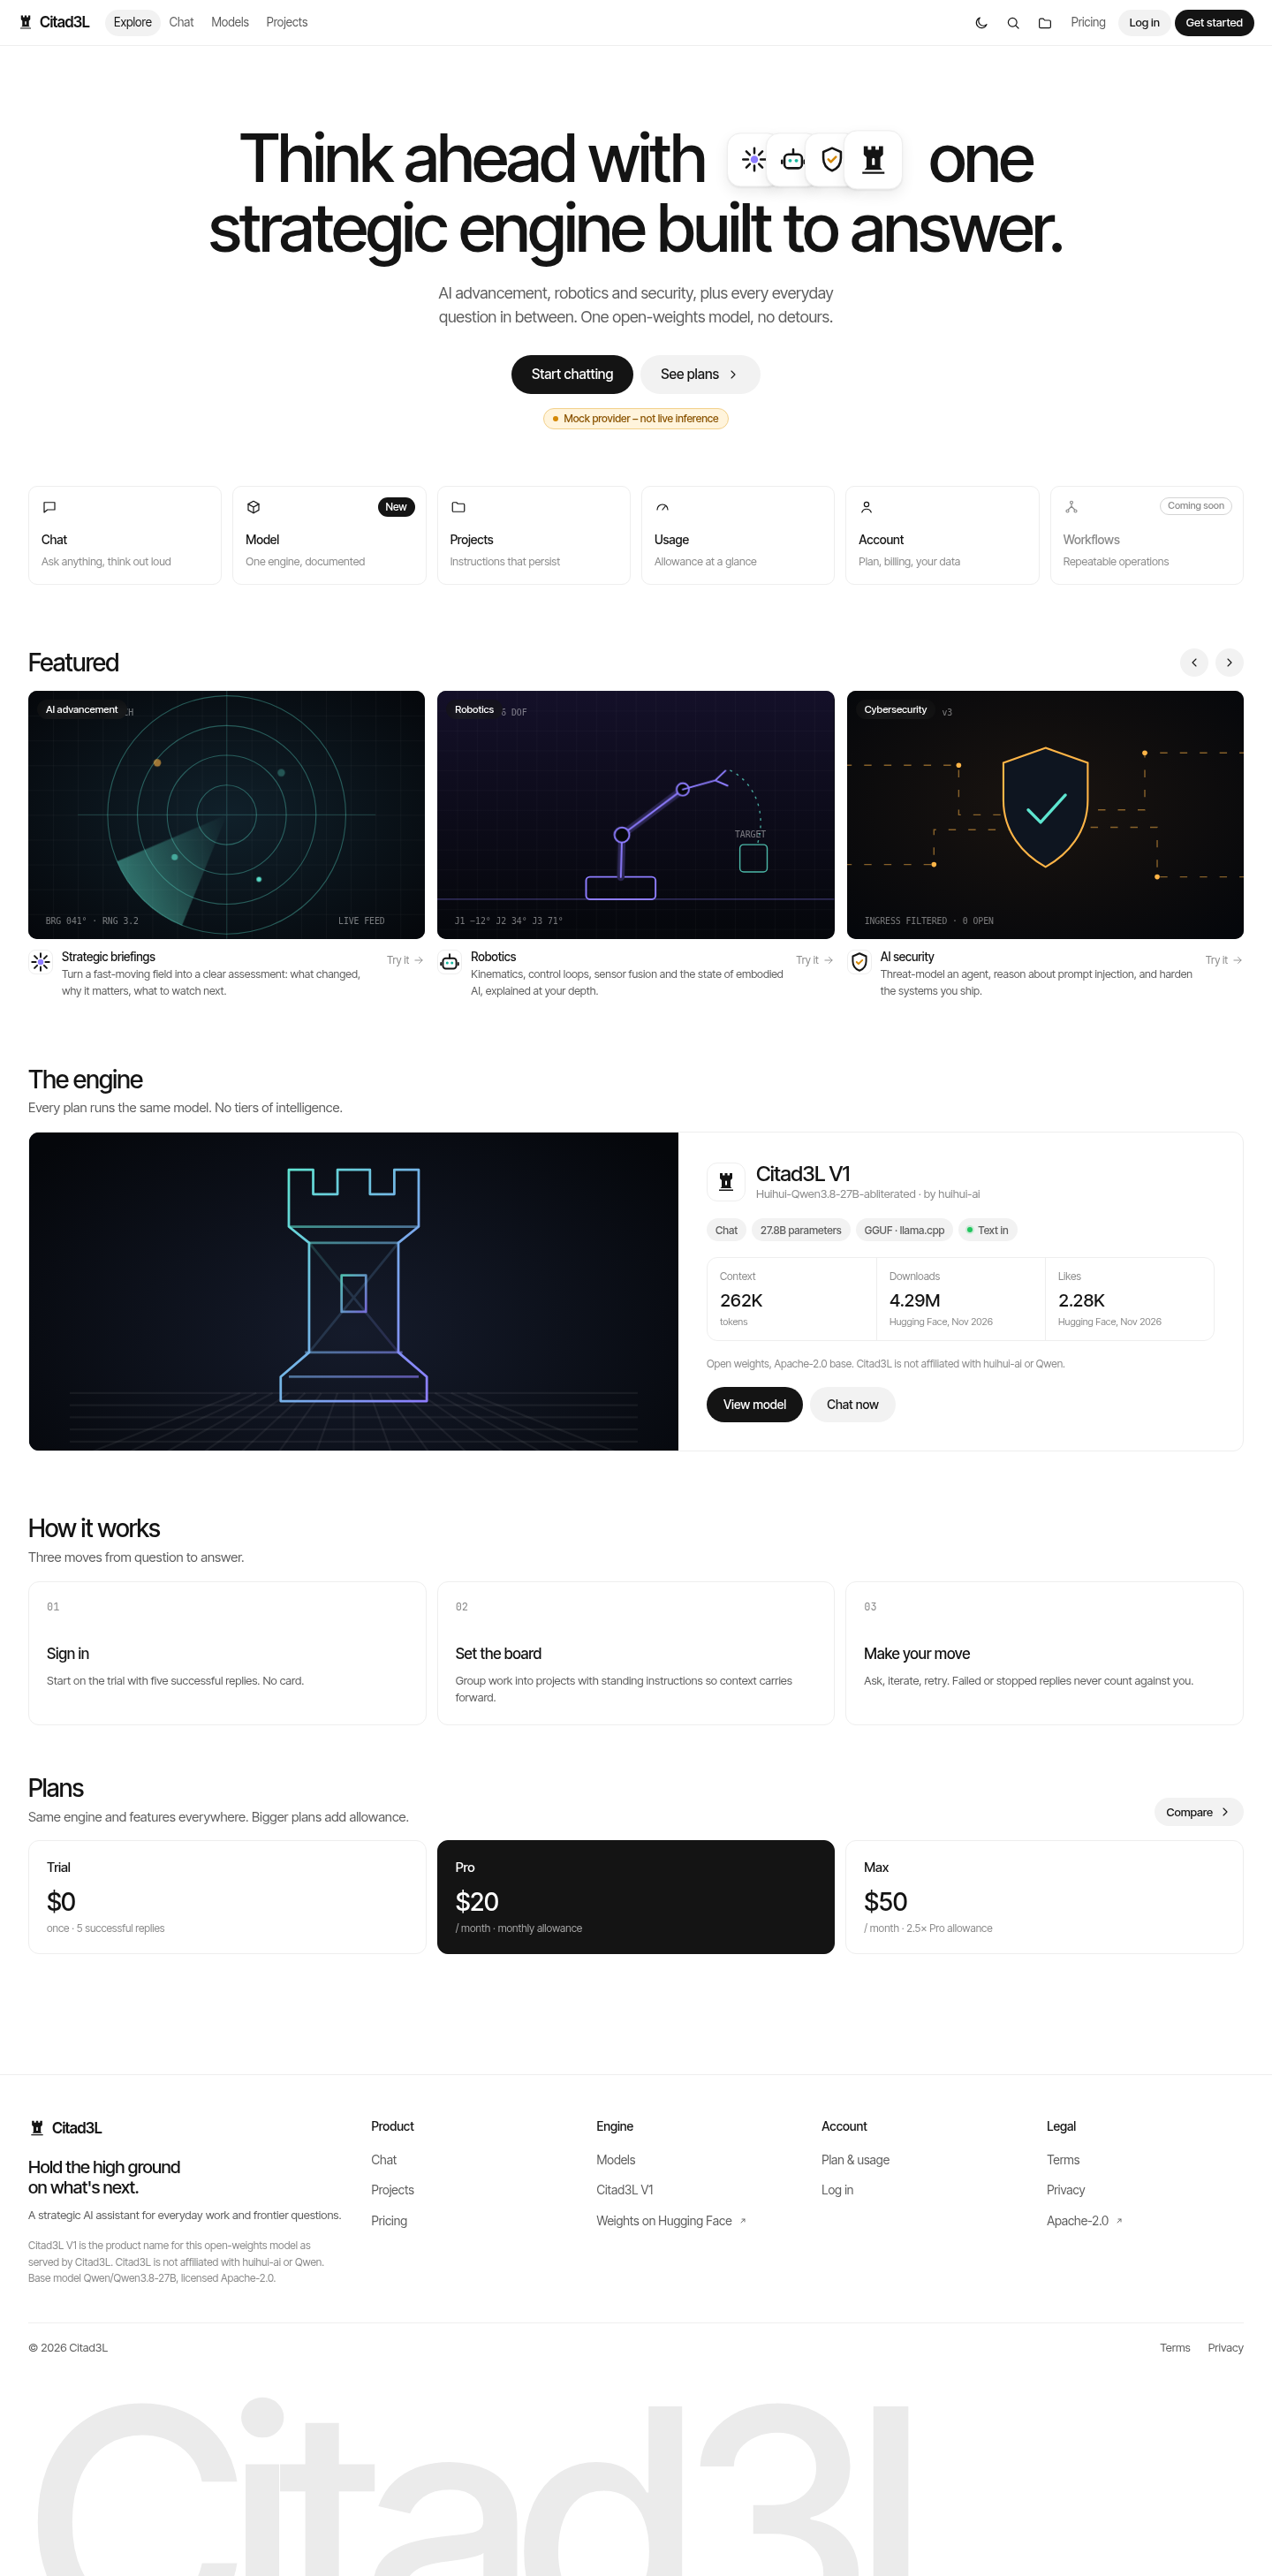 Citad3L Explore Chat Models Projects Pricing Log in Get started
Think ahead with one
strategic engine built to answer.
AI advancement, robotics and security, plus every everyday
question in between. One open-weights model, no detours.
Start chatting See plans
Mock provider – not live inference
Chat
Ask anything, think out loud
New
Model
One engine, documented
Projects
Instructions that persist
Usage
Allowance at a glance
Account
Plan, billing, your data
Coming soon
Workflows
Repeatable operations
Featured
AI advancement
BRG 041° · RNG 3.2 LIVE FEED
Strategic briefings
Try it
Turn a fast-moving field into a clear assessment: what changed,
why it matters, what to watch next.
Robotics DOF
TARGET
J1 −12° J2 34° J3 71°
Robotics
Try it
Kinematics, control loops, sensor fusion and the state of embodied
AI, explained at your depth.
Cybersecurity v3
INGRESS FILTERED · 0 OPEN
AI security
Try it
Threat-model an agent, reason about prompt injection, and harden
the systems you ship.
The engine
Every plan runs the same model. No tiers of intelligence.
Citad3L V1
Huihui-Qwen3.8-27B-abliterated · by huihui-ai
Chat 27.8B parameters GGUF · llama.cpp Text in
Context
262K
tokens
Downloads
4.29M
Hugging Face, Nov 2026
Likes
2.28K
Hugging Face, Nov 2026
Open weights, Apache-2.0 base. Citad3L is not affiliated with huihui-ai or Qwen.
View model Chat now
How it works
Three moves from question to answer.
01
Sign in
Start on the trial with five successful replies. No card.
02
Set the board
Group work into projects with standing instructions so context carries
forward.
03
Make your move
Ask, iterate, retry. Failed or stopped replies never count against you.
Plans
Same engine and features everywhere. Bigger plans add allowance.
Compare
Trial
$0
once · 5 successful replies
Pro
$20
/ month · monthly allowance
Max
$50
/ month · 2.5× Pro allowance
Citad3L
Hold the high ground
on what's next.
A strategic AI assistant for everyday work and frontier questions.
Citad3L V1 is the product name for this open-weights model as
served by Citad3L. Citad3L is not affiliated with huihui-ai or Qwen.
Base model Qwen/Qwen3.8-27B, licensed Apache-2.0.
Product
Chat
Projects
Pricing
Engine
Models
Citad3L V1
Weights on Hugging Face
Account
Plan & usage
Log in
Legal
Terms
Privacy
Apache-2.0
© 2026 Citad3L Terms Privacy
Citad3l